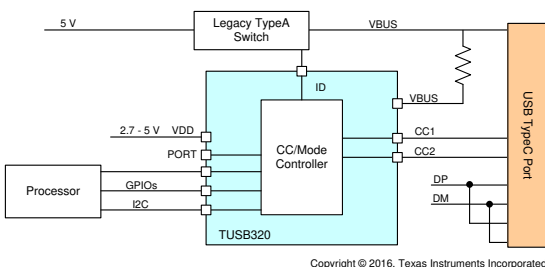 5 V
Legacy TypeA
Switch
VBUS
ID
VBUS
2.7 - 5 V VDD
PORT
CC/Mode
Controller
CC1
CC2
Processor
GPIOs
I2C
DP
DM
USB TypeC Port
TUSB320
Copyright © 2016, Texas Instruments Incorporated